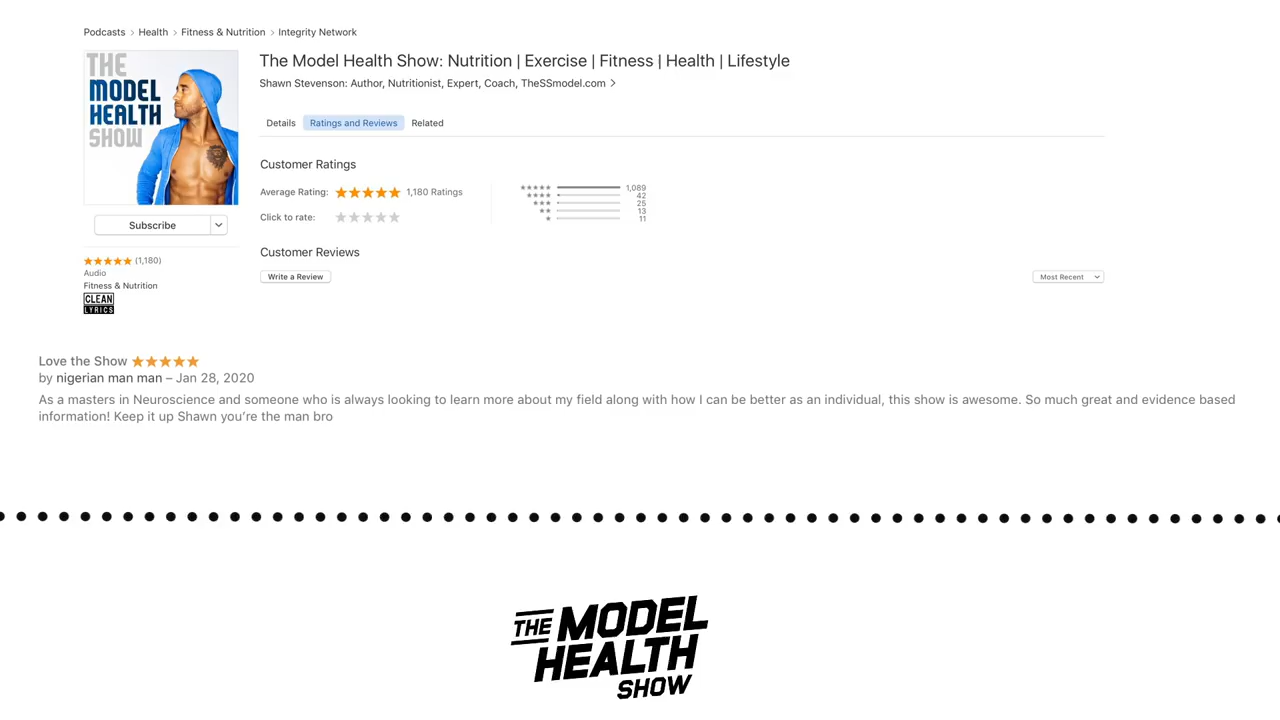 Podcasts > Health > Fitness & Nutrition > Integrity Network
THE
MODEL
HEALTH
SHOW
The Model Health Show: Nutrition | Exercise | Fitness | Health | Lifestyle
Shawn Stevenson: Author, Nutritionist, Expert, Coach, TheSSmodel.com >
Details Ratings and Reviews Related
Customer Ratings
Average Rating: ★★★★★ 1,180 Ratings
Click to rate: ★★★★★
★★★★★ 1,089
★★★★ 42
★★★ 25
★★ 13
★ 11
Subscribe
Customer Reviews
Write a Review
Most Recent
★★★★★ (1,180)
Audio
Fitness & Nutrition
CLEAN
LYRICS
Love the Show ★★★★★
by nigerian man man – Jan 28, 2020
As a masters in Neuroscience and someone who is always looking to learn more about my field along with how I can be better as an individual, this show is awesome. So much great and evidence based
information! Keep it up Shawn you’re the man bro
THE MODEL
HEALTH
SHOW